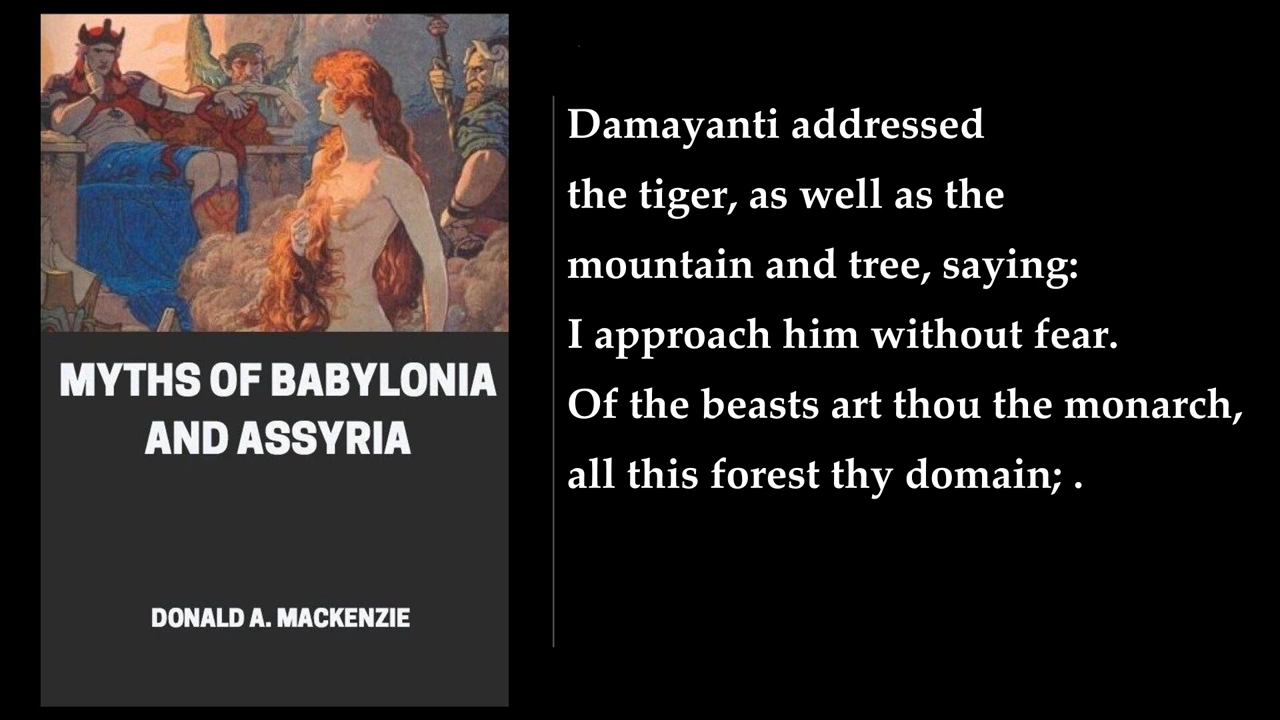 MYTHS OF BABYLONIA
AND ASSYRIA
DONALD A. MACKENZIE
Damayanti addressed
the tiger, as well as the
mountain and tree, saying:
I approach him without fear.
Of the beasts art thou the monarch,
all this forest thy domain; .